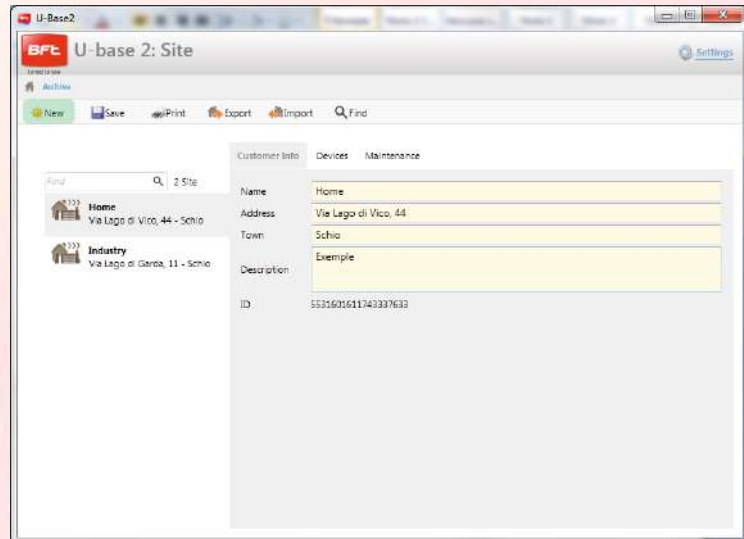 U-Base2
BFT
U-base 2: Site
Settings
Archive
New
Save
Print
Export
Import
Find
Customer Info
Devices
Maintenance
Find
2 Site
Home
Via Lago di Vico, 44 - Schio
Industry
Via Lago di Garda, 11 - Schio
Name
Home
Address
Via Lago di Vico, 44
Town
Schio
Description
Exemple
ID
5531601611743337633